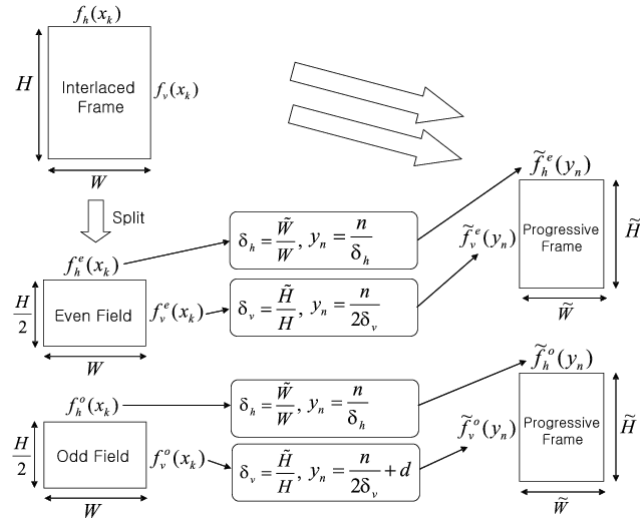 f_h(x_k)
H
Interlaced
Frame
f_v(x_k)
W
Split
f_h^e(x_k)
H/2
Even Field
f_v^e(x_k)
W
δ_h = W̃/W, y_n = n/δ_h
δ_v = H̃/H, y_n = n/2δ_v
f̃_h^e(y_n)
f̃_v^e(y_n)
Progressive
Frame
H̃
W̃
f_h^o(x_k)
H/2
Odd Field
f_v^o(x_k)
W
δ_h = W̃/W, y_n = n/δ_h
δ_v = H̃/H, y_n = n/2δ_v + d
f̃_h^o(y_n)
f̃_v^o(y_n)
Progressive
Frame
H̃
W̃